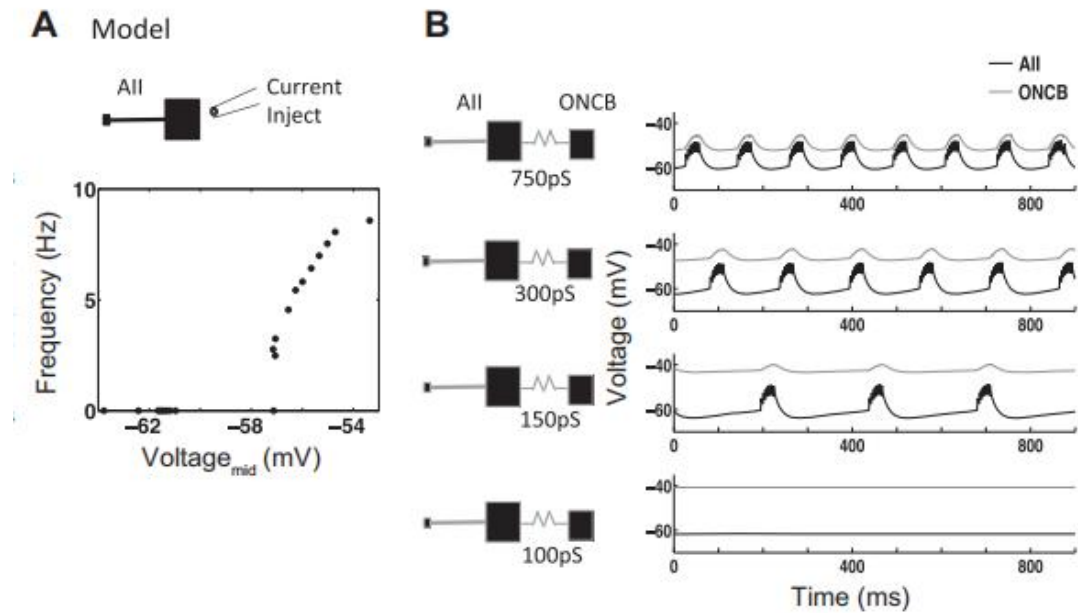 A Model
AII
Current
Inject
10
5
0
Frequency (Hz)
−62 −58 −54
Voltage mid (mV)
B
AII
ONCB
AII ONCB
750pS
300pS
150pS
100pS
Voltage (mV)
−40
−60
0 400 800
−40
−60
0 400 800
−40
−60
0 400 800
−40
−60
0 400 800
Time (ms)